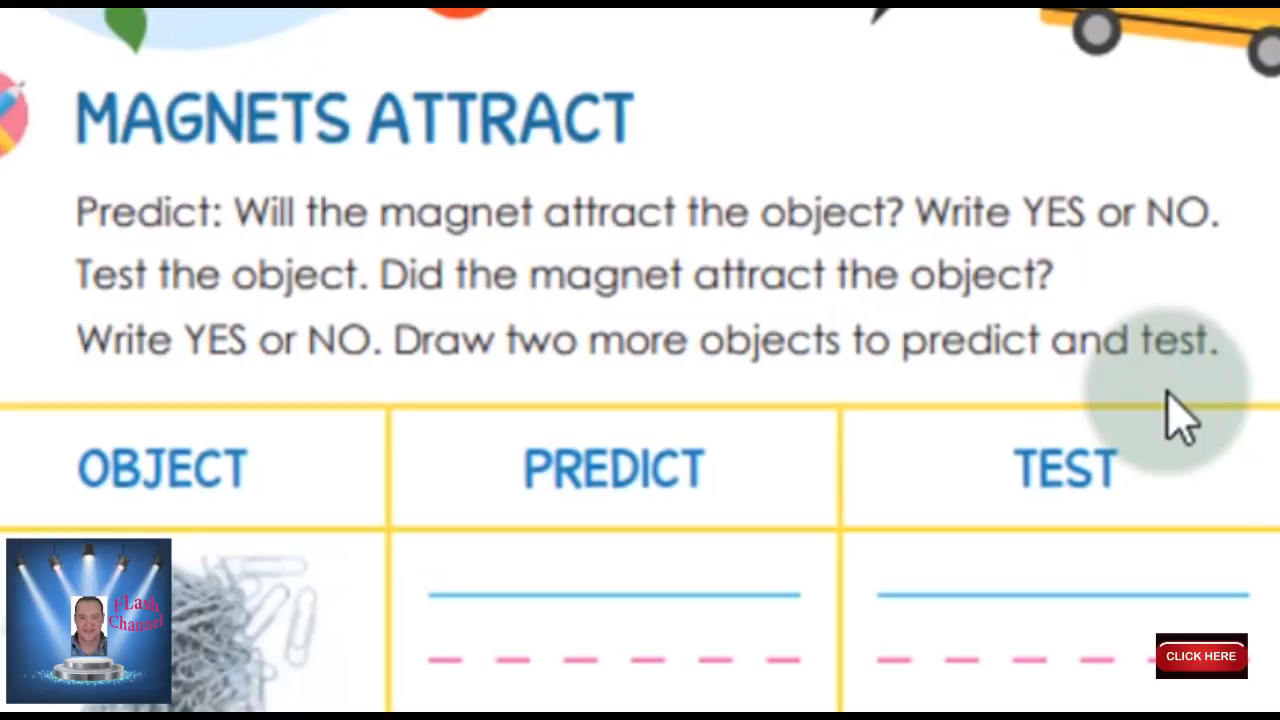 MAGNETS ATTRACT
Predict: Will the magnet attract the object? Write YES or NO.
Test the object. Did the magnet attract the object?
Write YES or NO. Draw two more objects to predict and test.
OBJECT
PREDICT
TEST
FLash
Channel
CLICK HERE